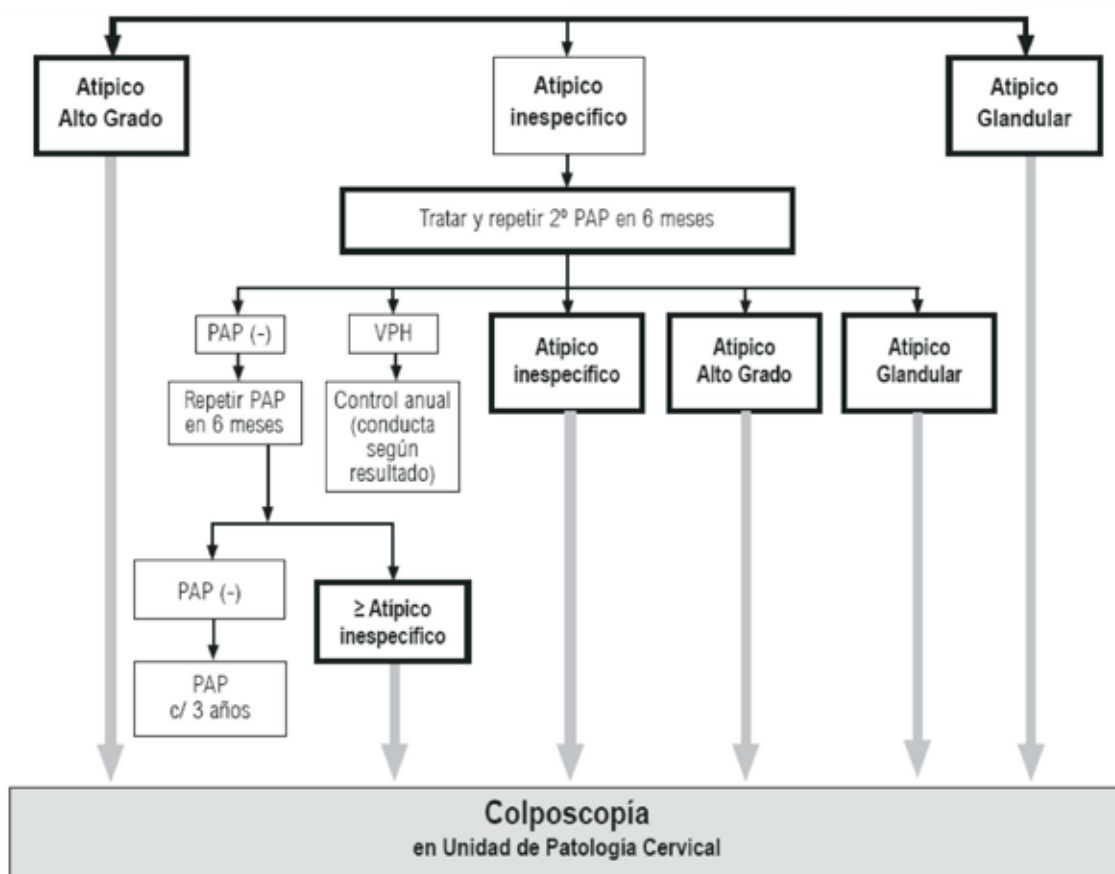 Atípico
Alto Grado
Atípico
inespecífico
Atípico
Glandular
Tratar y repetir 2º PAP en 6 meses
PAP (-)
VPH
Atípico
inespecífico
Atípico
Alto Grado
Atípico
Glandular
Repetir PAP
en 6 meses
Control anual
(conducta
según
resultado)
PAP (-)
≥ Atípico
inespecífico
PAP
c/ 3 años
Colposcopía
en Unidad de Patología Cervical